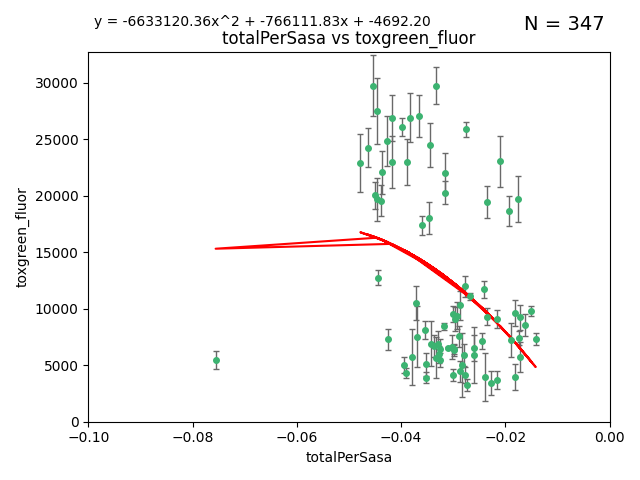 y = -6633120.36x^2 + -766111.83x + -4692.20
N = 347
totalPerSasa vs toxgreen_fluor
30000
25000
20000
15000
10000
5000
0
toxgreen_fluor
−0.10
−0.08
−0.06
−0.04
−0.02
0.00
totalPerSasa